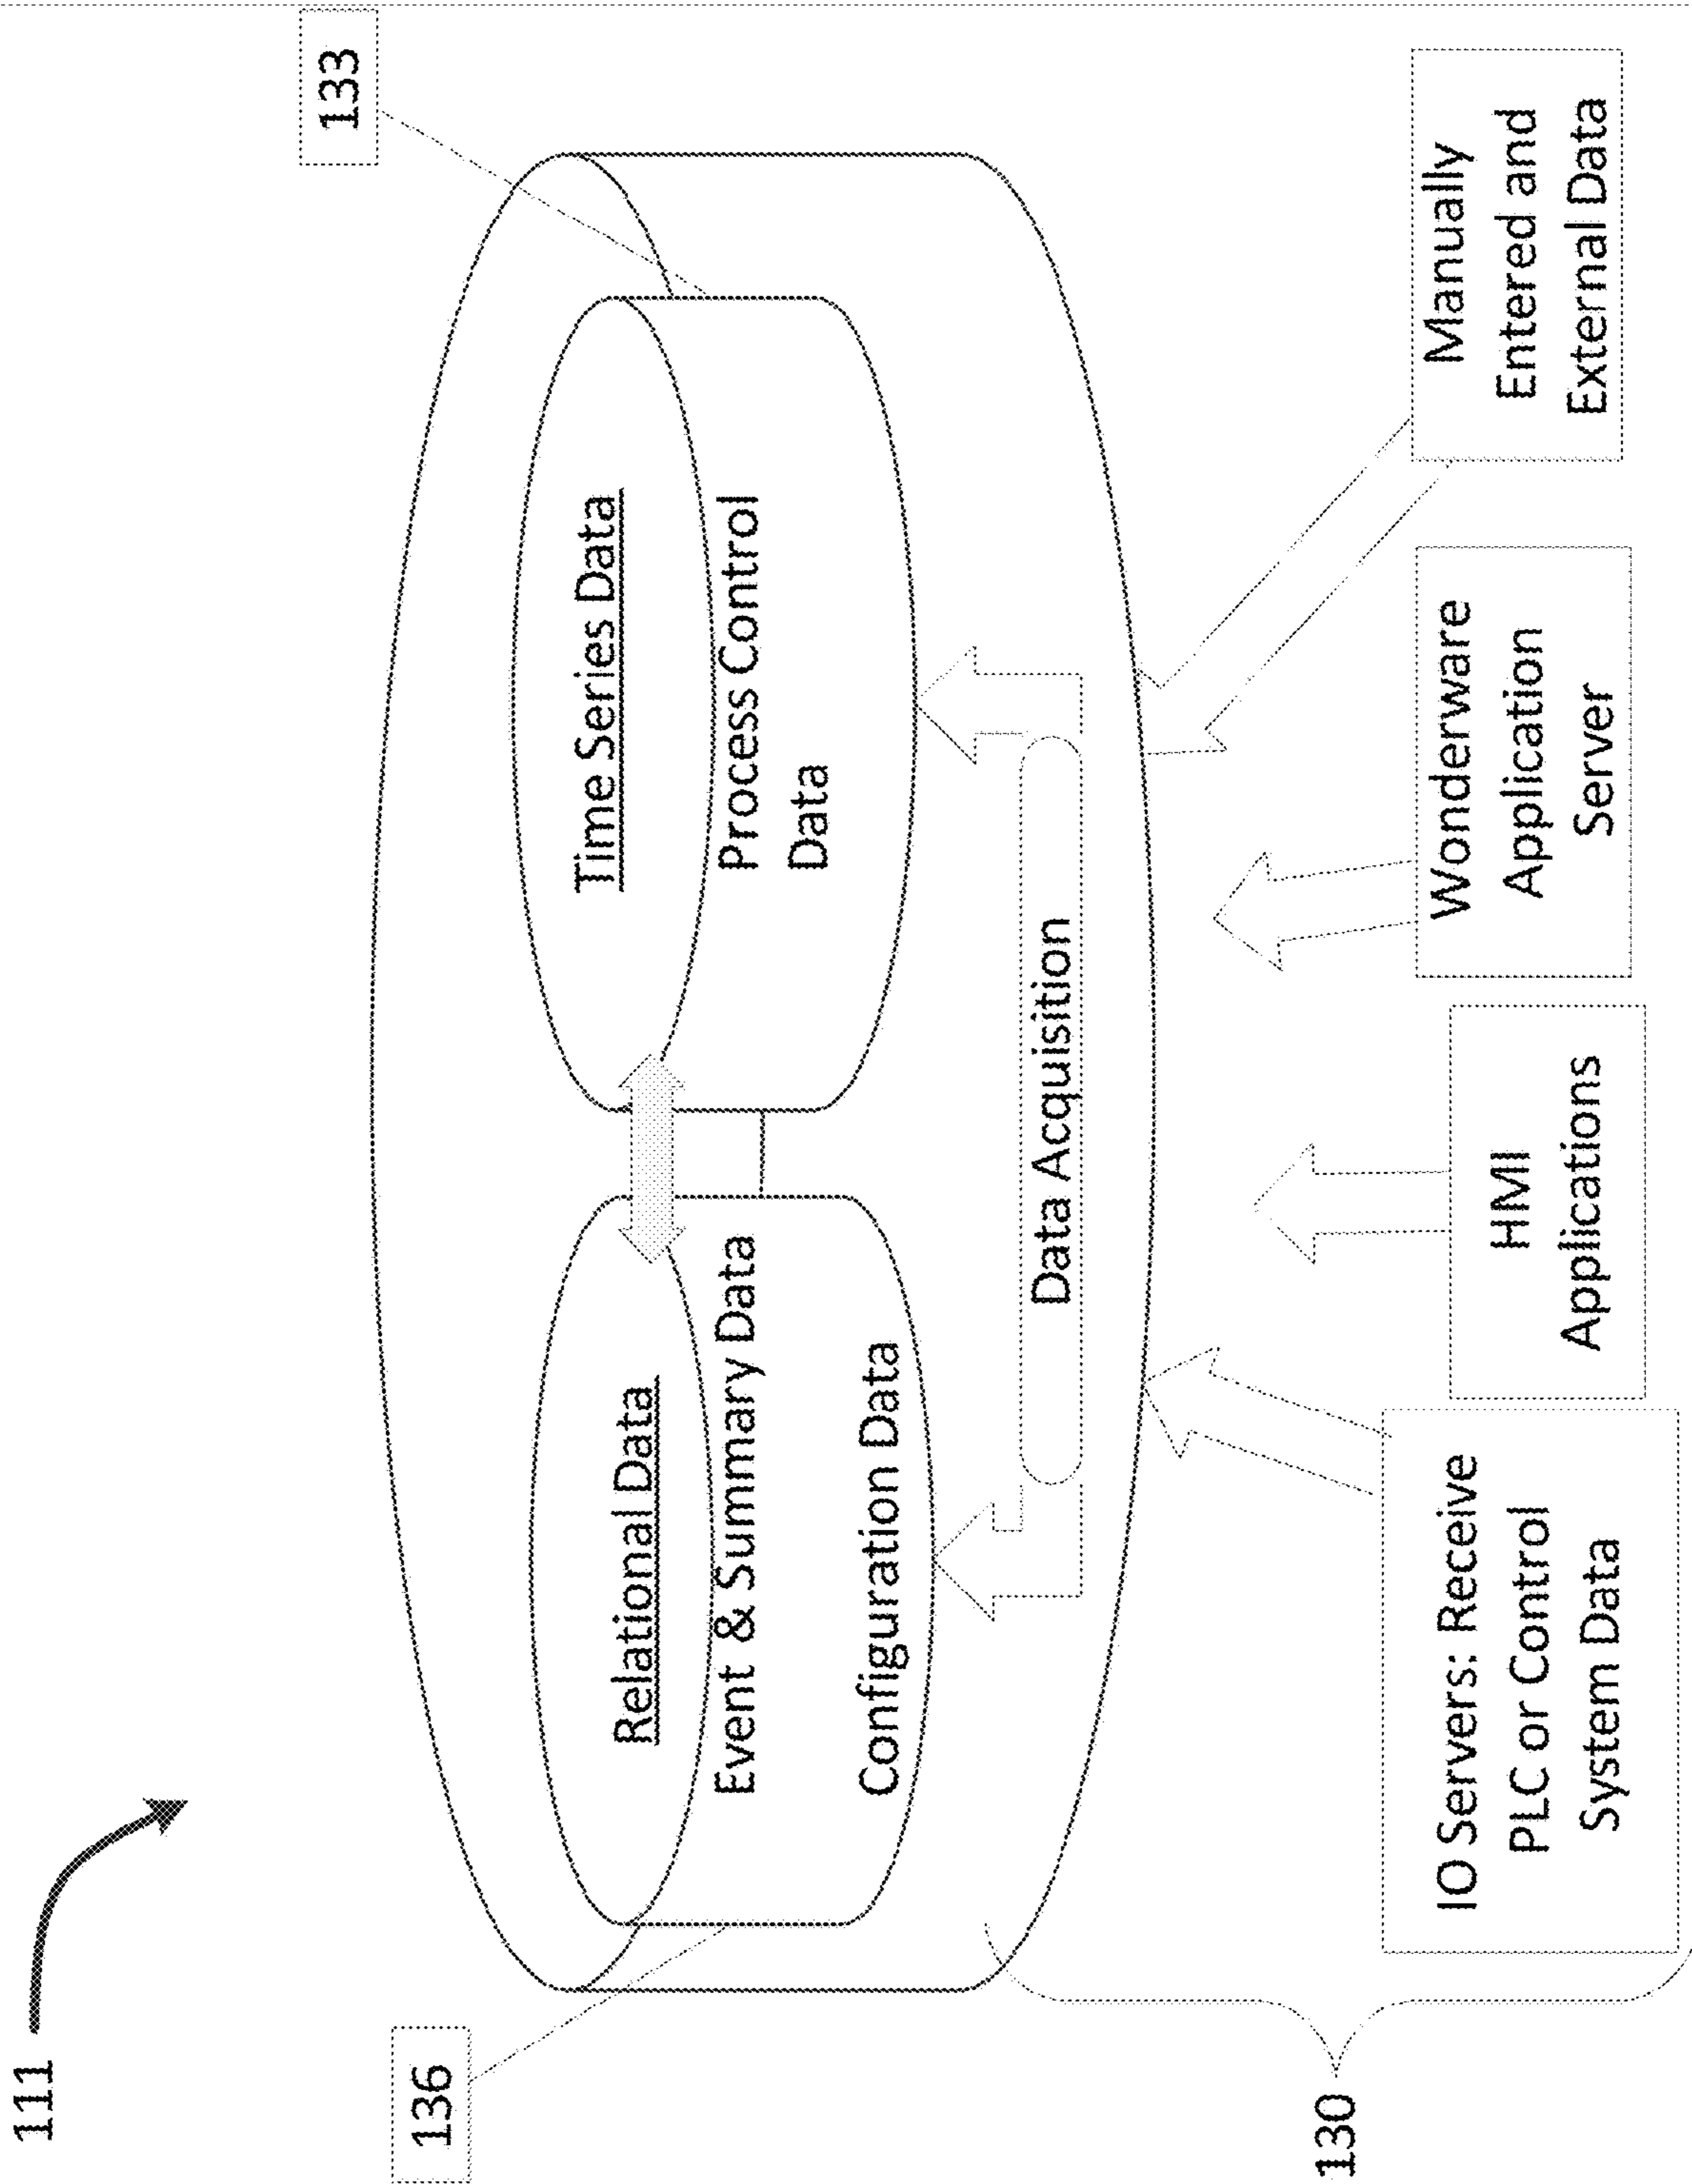 111
136
133
Relational Data
Event & Summary Data
Configuration Data
Time Series Data
Process Control
Data
Data Acquisition
130
IO Servers: Receive
PLC or Control
System Data
HMI
Applications
Wonderware
Application
Server
Manually
Entered and
External Data